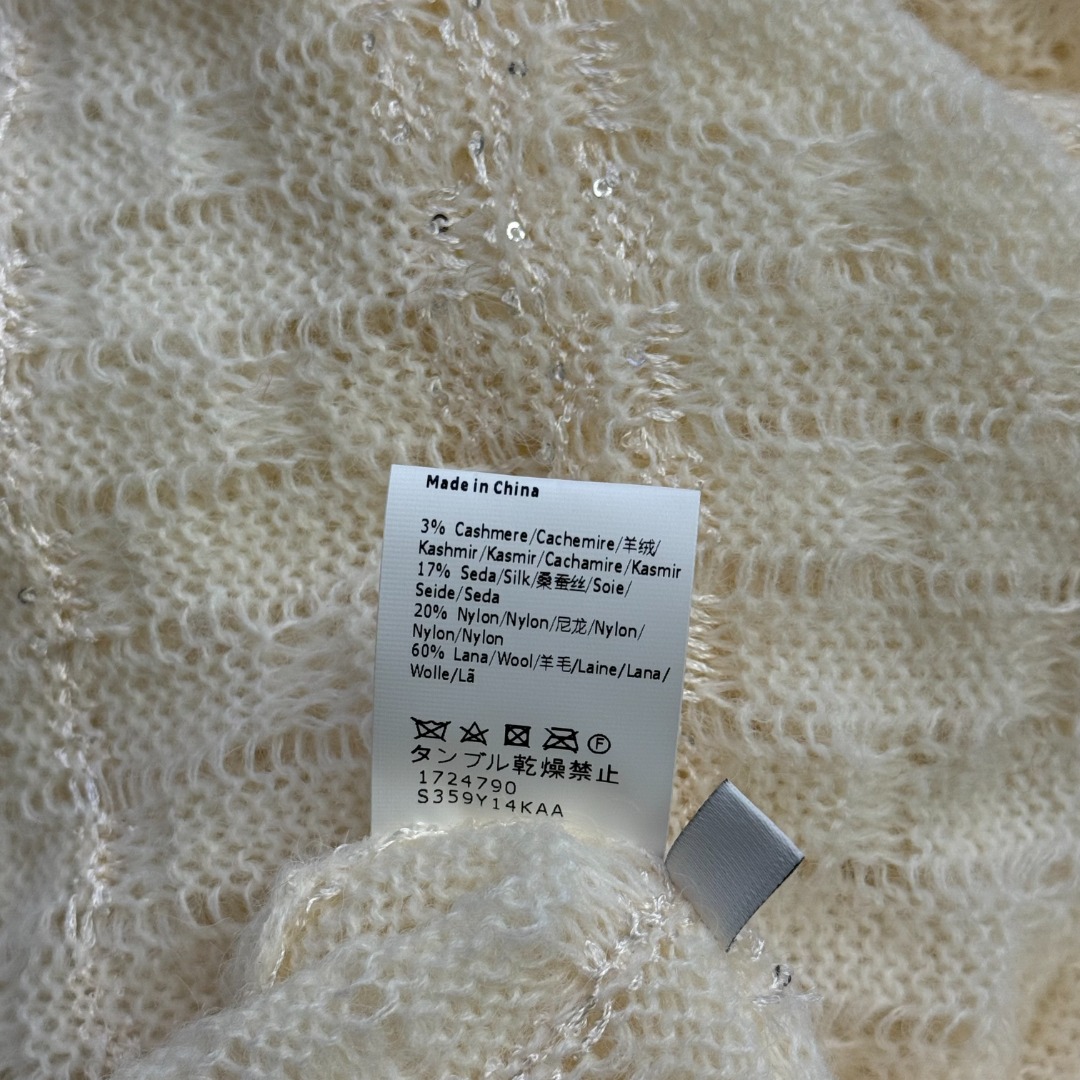 Made in China
3% Cashmere/Cachemire/羊绒/
Kashmir/Kasmir/Cachamire/Kasmir
17% Seda/Silk/桑蚕丝/Soie/
Seide/Seda
20% Nylon/Nylon/尼龙/Nylon/
Nylon/Nylon
60% Lana/Wool/羊毛/Laine/Lana/
Wolle/Lã
F
タンブル乾燥禁止
1724790
S359Y14KAA